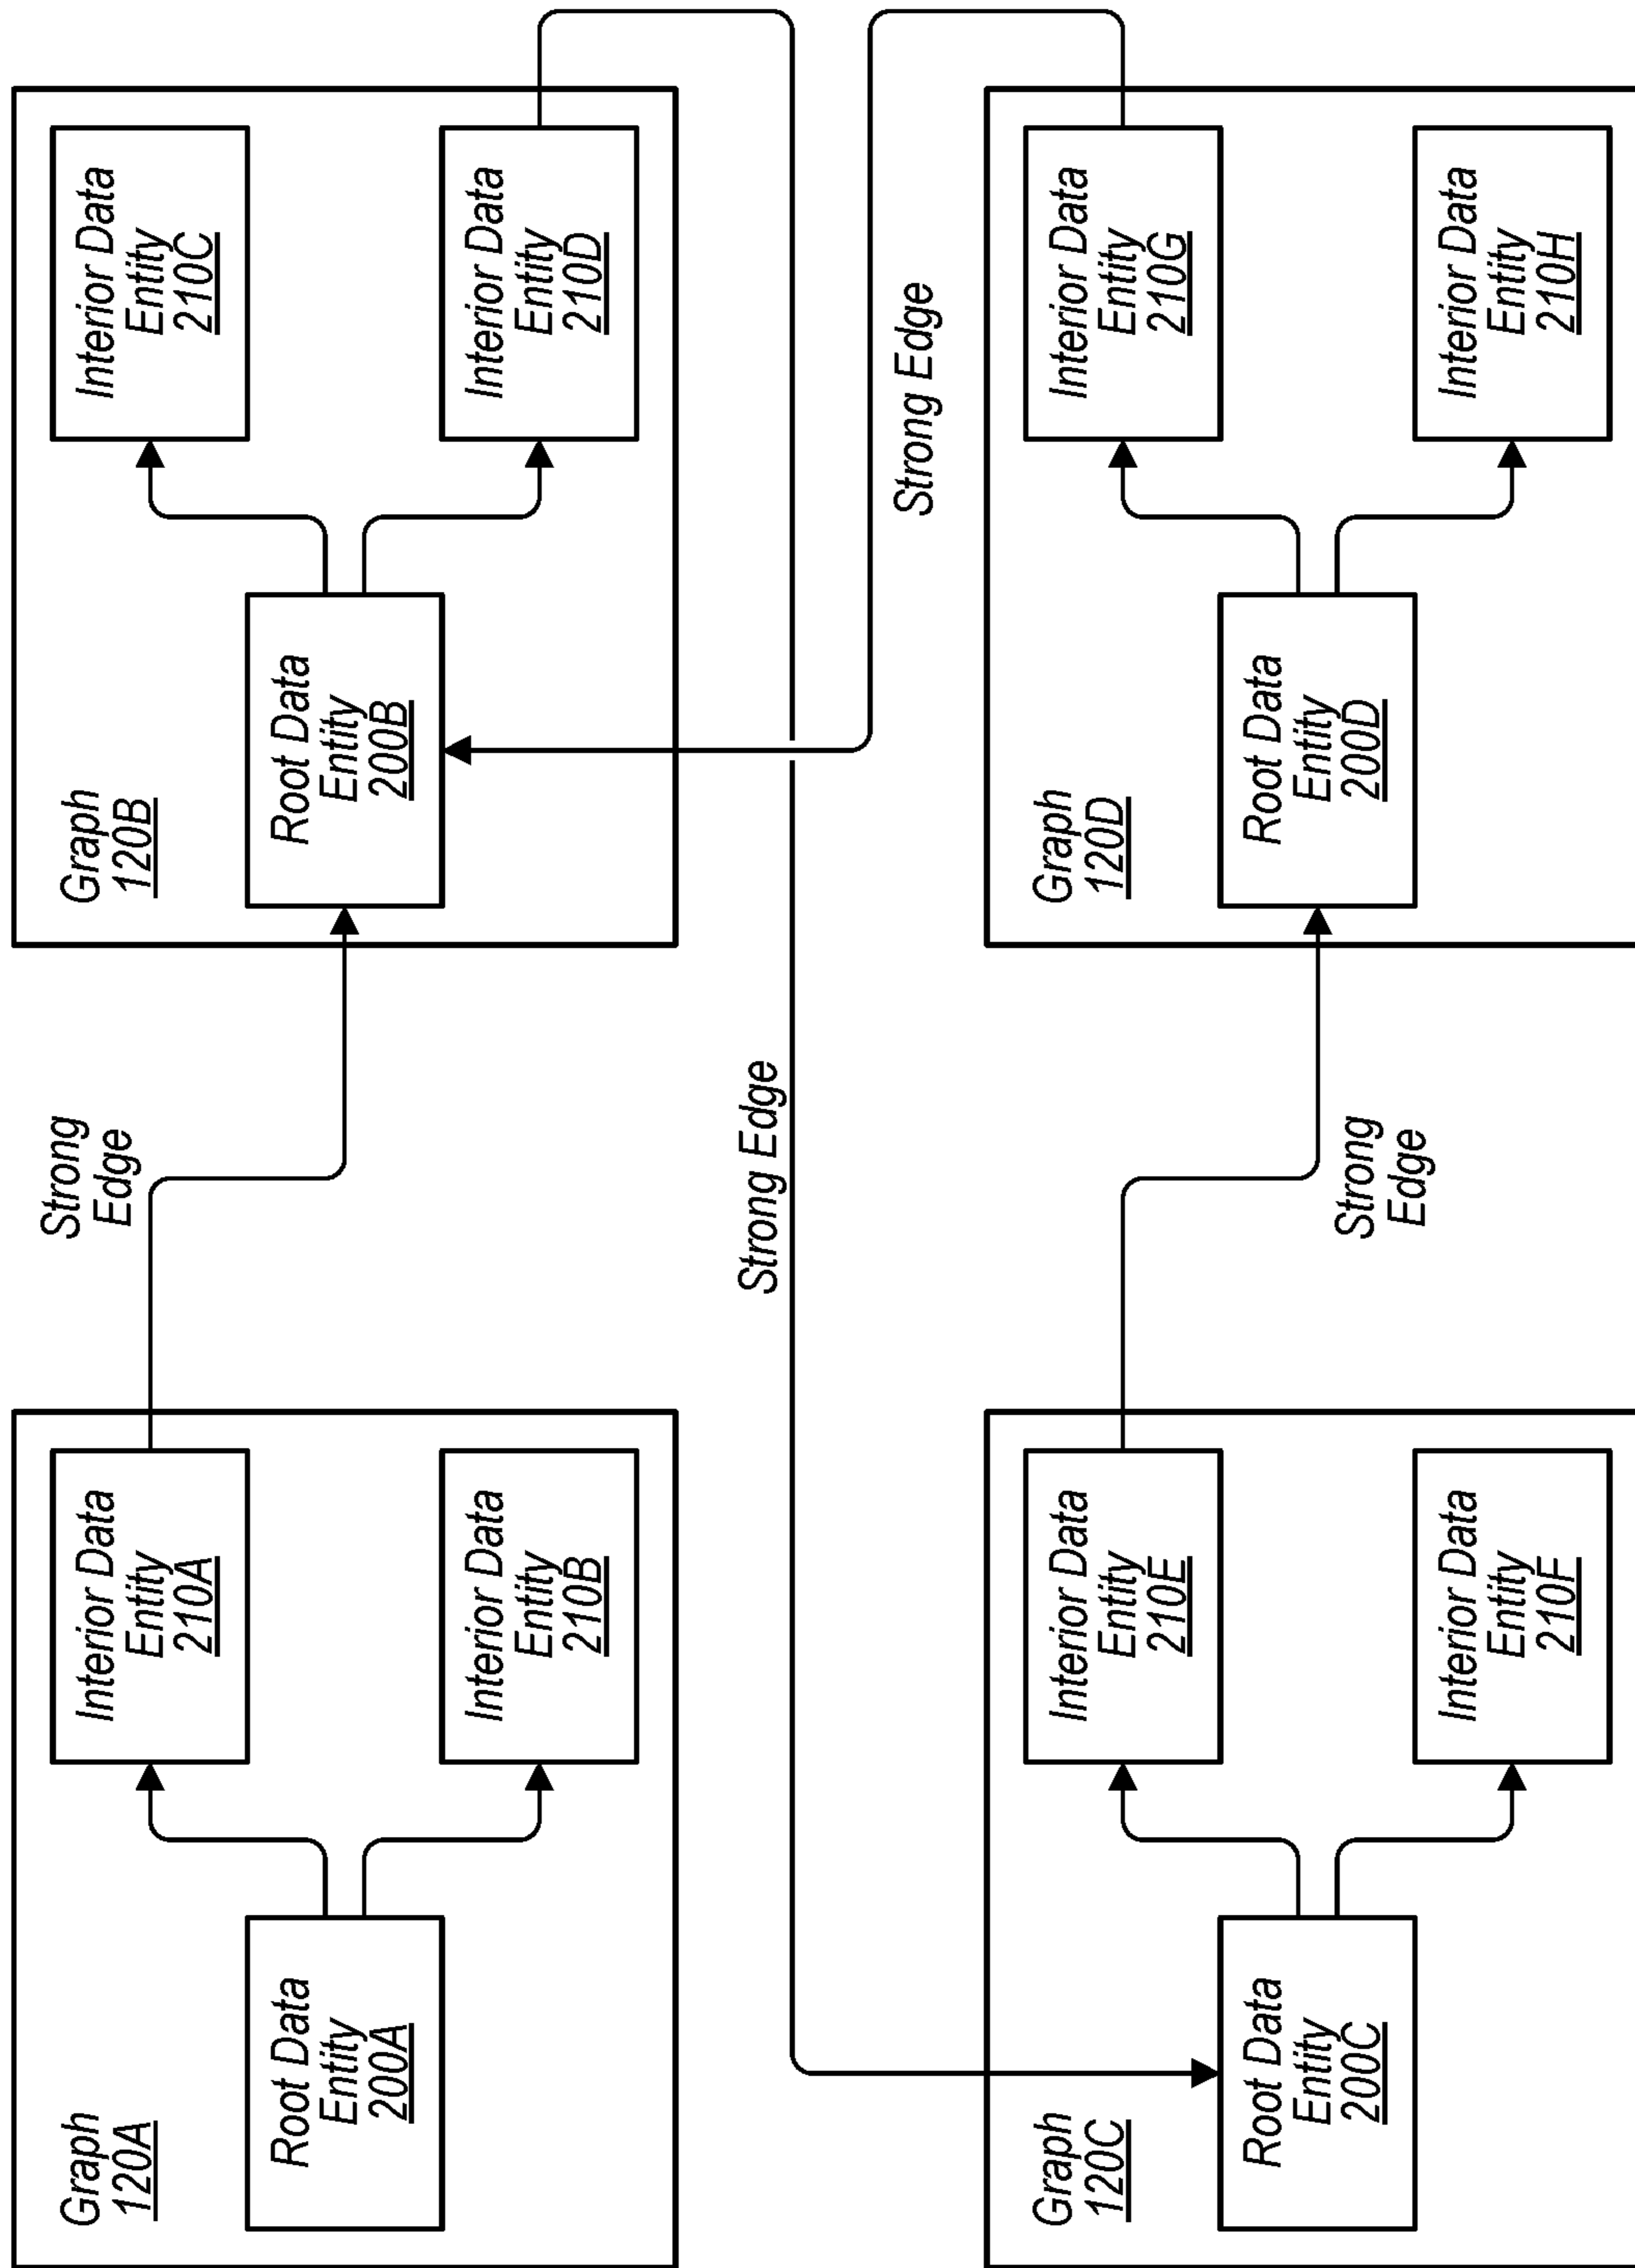 Graph
120A
Root Data
Entity
200A
Interior Data
Entity
210A
Interior Data
Entity
210B
Strong
Edge
Graph
120B
Root Data
Entity
200B
Interior Data
Entity
210C
Interior Data
Entity
210D
Strong Edge
Strong Edge
Graph
120C
Root Data
Entity
200C
Interior Data
Entity
210E
Interior Data
Entity
210F
Strong
Edge
Graph
120D
Root Data
Entity
200D
Interior Data
Entity
210G
Interior Data
Entity
210H